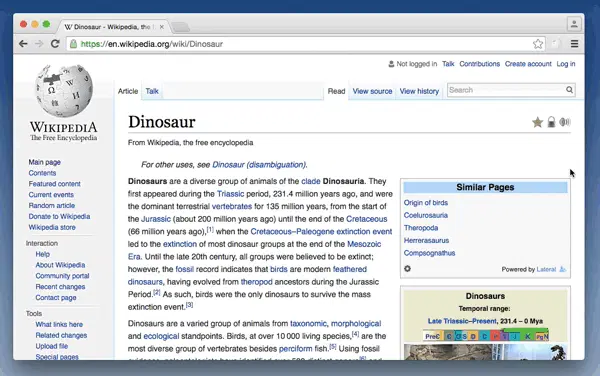 Dinosaur - Wikipedia, the f
https://en.wikipedia.org/wiki/Dinosaur
Not logged in Talk Contributions Create account Log in
Article Talk Read View source View history Search
WIKIPEDIA
The Free Encyclopedia
Main page
Contents
Featured content
Current events
Random article
Donate to Wikipedia
Wikipedia store
Interaction
Help
About Wikipedia
Community portal
Recent changes
Contact page
Tools
What links here
Related changes
Upload file
Special pages
Dinosaur
From Wikipedia, the free encyclopedia
For other uses, see Dinosaur (disambiguation).
Dinosaurs are a diverse group of animals of the clade Dinosauria. They
first appeared during the Triassic period, 231.4 million years ago, and were
the dominant terrestrial vertebrates for 135 million years, from the start of
the Jurassic (about 200 million years ago) until the end of the Cretaceous
(66 million years ago),[1] when the Cretaceous–Paleogene extinction event
led to the extinction of most dinosaur groups at the end of the Mesozoic
Era. Until the late 20th century, all groups were believed to be extinct;
however, the fossil record indicates that birds are modern feathered
dinosaurs, having evolved from theropod ancestors during the Jurassic
Period.[2] As such, birds were the only dinosaurs to survive the mass
extinction event.[3]
Dinosaurs are a varied group of animals from taxonomic, morphological
and ecological standpoints. Birds, at over 10 000 living species,[4] are the
most diverse group of vertebrates besides perciform fish.[5] Using fossil
Similar Pages
Origin of birds
Coelurosauria
Theropoda
Herrerasaurus
Compsognathus
Powered by Lateral
Dinosaurs
Temporal range:
Late Triassic–Present, 231.4 – 0 Mya
PreЄ Є O S D C P T J K Pg N